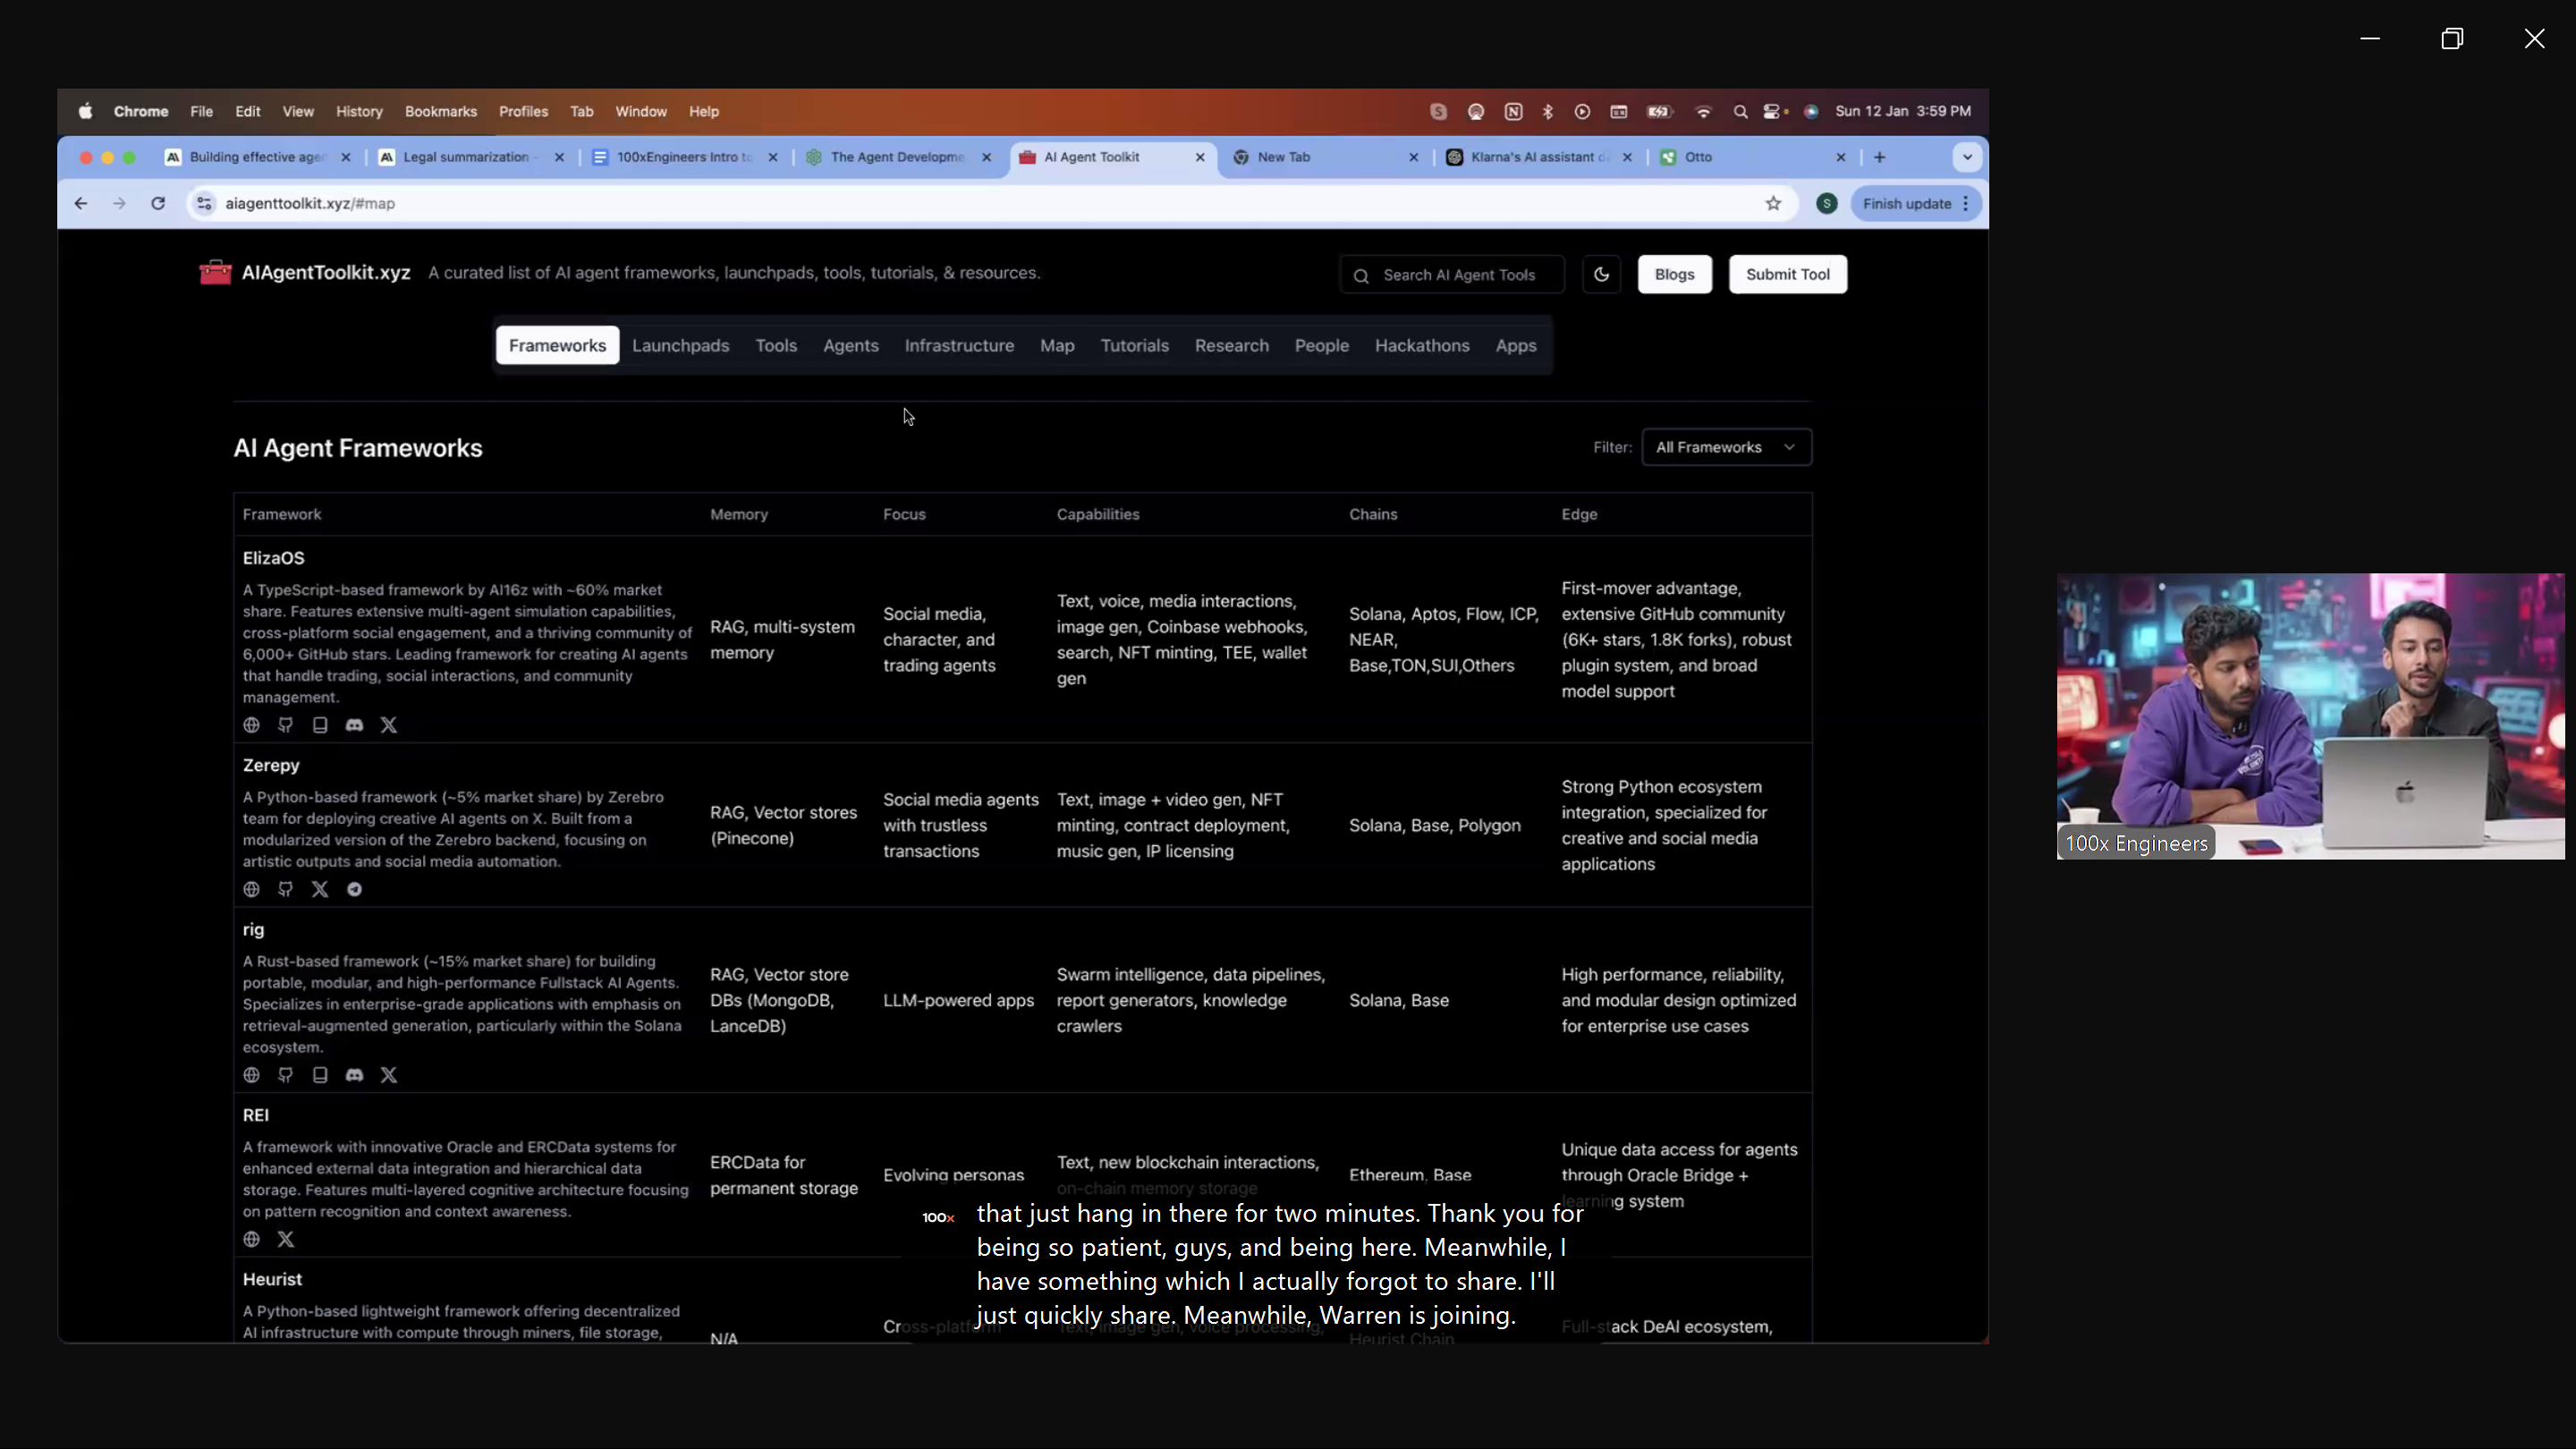 Chrome File Edit View History Bookmarks Profiles Tab Window Help
Sun 12 Jan 3:59 PM
Building effective agen
Legal summarization -
100xEngineers Intro to
The Agent Developme
AI Agent Toolkit
New Tab
Klarna's AI assistant d
Otto
aiagenttoolkit.xyz/#map
S
Finish update
AIAgentToolkit.xyz
A curated list of AI agent frameworks, launchpads, tools, tutorials, & resources.
Search AI Agent Tools
Blogs
Submit Tool
Frameworks Launchpads Tools Agents Infrastructure Map Tutorials Research People Hackathons Apps
AI Agent Frameworks
Filter: All Frameworks
Framework Memory Focus Capabilities Chains Edge
ElizaOS
A TypeScript-based framework by AI16z with ~60% market
share. Features extensive multi-agent simulation capabilities,
cross-platform social engagement, and a thriving community of
6,000+ GitHub stars. Leading framework for creating AI agents
that handle trading, social interactions, and community
management.
RAG, multi-system
memory
Social media,
character, and
trading agents
Text, voice, media interactions,
image gen, Coinbase webhooks,
search, NFT minting, TEE, wallet
gen
Solana, Aptos, Flow, ICP,
NEAR,
Base,TON,SUI,Others
First-mover advantage,
extensive GitHub community
(6K+ stars, 1.8K forks), robust
plugin system, and broad
model support
Zerepy
A Python-based framework (~5% market share) by Zerebro
team for deploying creative AI agents on X. Built from a
modularized version of the Zerebro backend, focusing on
artistic outputs and social media automation.
RAG, Vector stores
(Pinecone)
Social media agents
with trustless
transactions
Text, image + video gen, NFT
minting, contract deployment,
music gen, IP licensing
Solana, Base, Polygon
Strong Python ecosystem
integration, specialized for
creative and social media
applications
rig
A Rust-based framework (~15% market share) for building
portable, modular, and high-performance Fullstack AI Agents.
Specializes in enterprise-grade applications with emphasis on
retrieval-augmented generation, particularly within the Solana
ecosystem.
RAG, Vector store
DBs (MongoDB,
LanceDB)
LLM-powered apps
Swarm intelligence, data pipelines,
report generators, knowledge
crawlers
Solana, Base
High performance, reliability,
and modular design optimized
for enterprise use cases
REI
A framework with innovative Oracle and ERCData systems for
enhanced external data integration and hierarchical data
storage. Features multi-layered cognitive architecture focusing
on pattern recognition and context awareness.
ERCData for
permanent storage
Evolving personas
Text, new blockchain interactions,
on-chain memory storage
Ethereum, Base
Unique data access for agents
through Oracle Bridge +
learning system
Heurist
A Python-based lightweight framework offering decentralized
AI infrastructure with compute through miners, file storage,
N/A
Cross-platform
Text, image gen, voice processing,
Heurist Chain
Full-stack DeAI ecosystem,
100x
that just hang in there for two minutes. Thank you for
being so patient, guys, and being here. Meanwhile, I
have something which I actually forgot to share. I'll
just quickly share. Meanwhile, Warren is joining.
100x Engineers